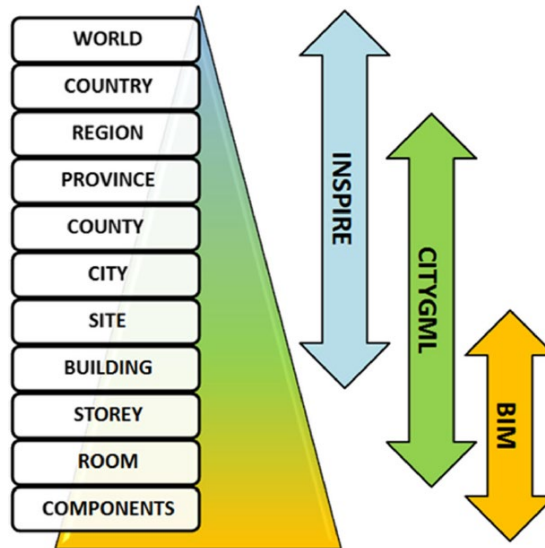 WORLD
COUNTRY
REGION
PROVINCE
COUNTY
CITY
SITE
BUILDING
STOREY
ROOM
COMPONENTS
INSPIRE
CITYGML
BIM